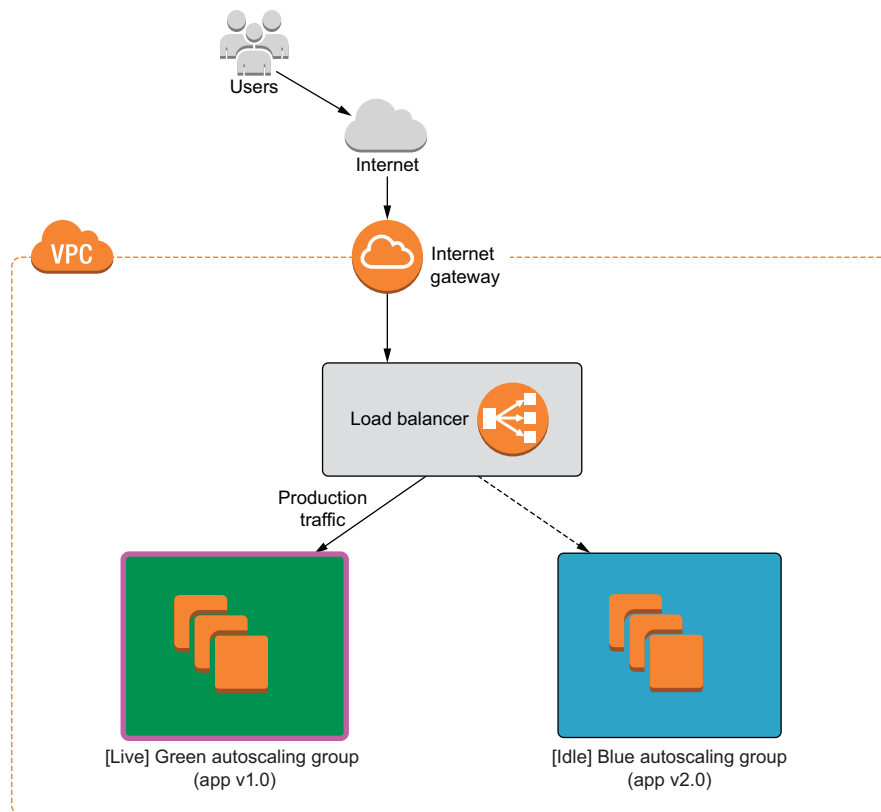 Users
Internet
VPC
Internet
gateway
Load balancer
Production
traffic
[Live] Green autoscaling group
(app v1.0)
[Idle] Blue autoscaling group
(app v2.0)